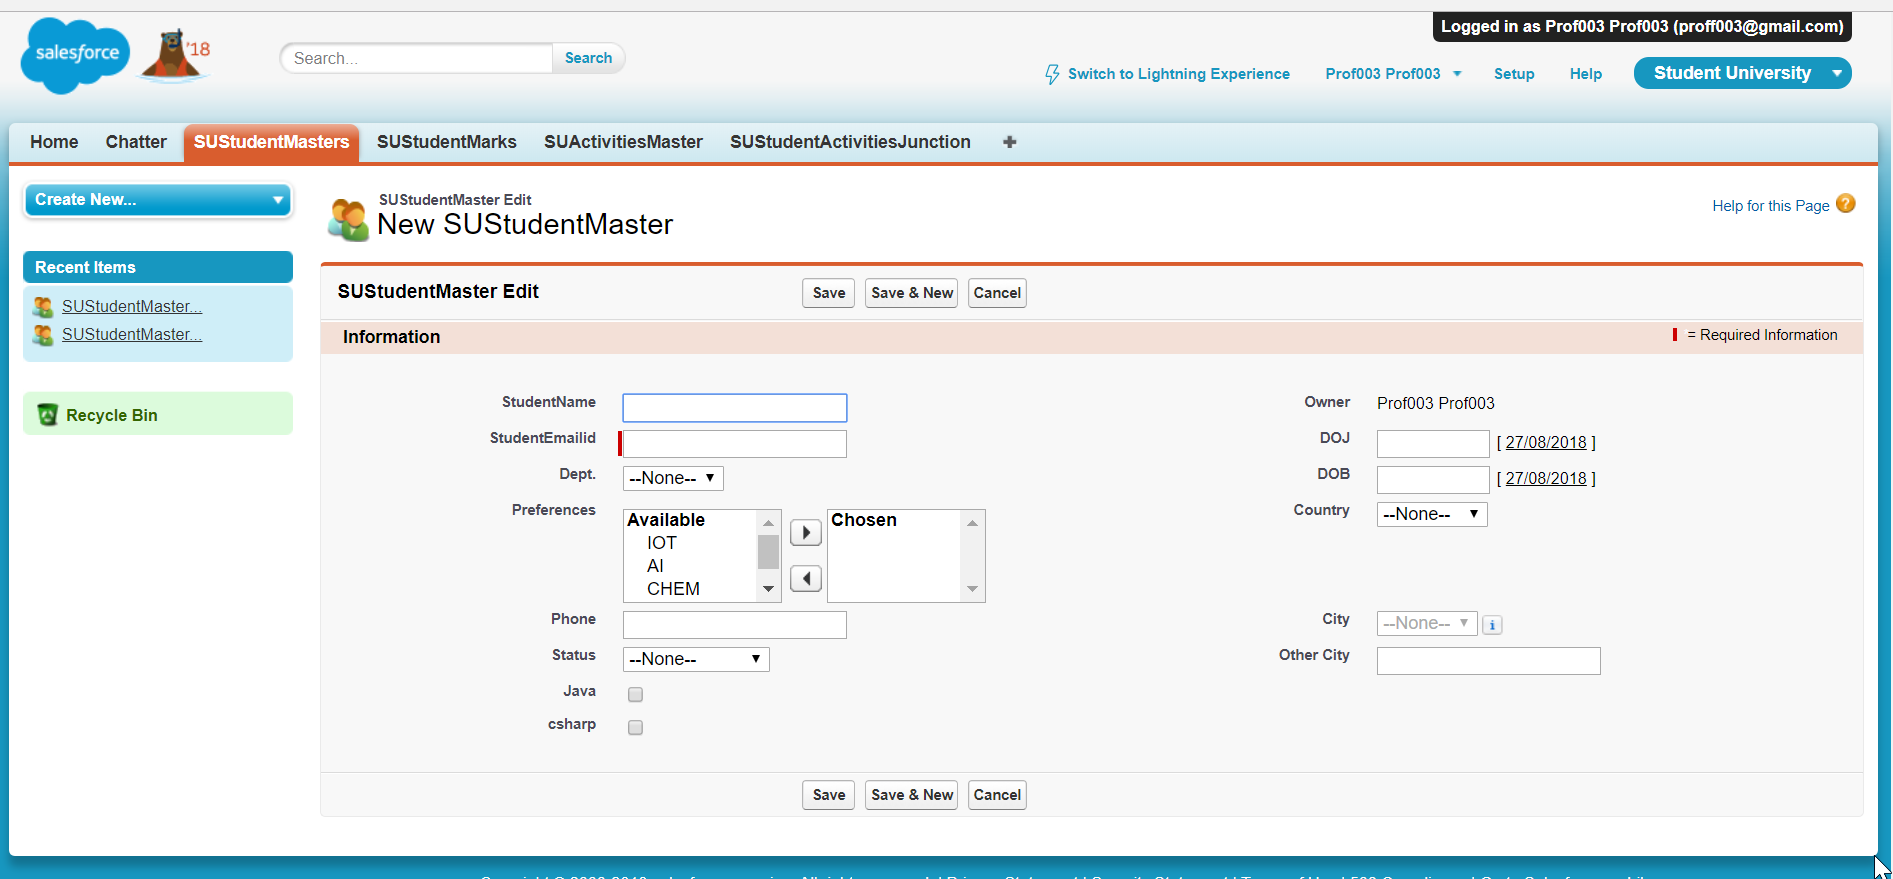 Logged in as Prof003 Prof003 (proff003@gmail.com)
salesforce
'18
Search...
Search
Switch to Lightning Experience
Prof003 Prof003
Setup
Help
Student University
Home
Chatter
SUStudentMasters
SUStudentMarks
SUActivitiesMaster
SUStudentActivitiesJunction
Create New...
Recent Items
SUStudentMaster...
SUStudentMaster...
Recycle Bin
SUStudentMaster Edit
New SUStudentMaster
Help for this Page
SUStudentMaster Edit
Save
Save & New
Cancel
Information
= Required Information
StudentName
Owner
Prof003 Prof003
StudentEmailid
DOJ
[ 27/08/2018 ]
Dept.
--None--
DOB
[ 27/08/2018 ]
Preferences
Available
IOT
AI
CHEM
Chosen
Country
--None--
Phone
City
--None--
Status
--None--
Other City
Java
csharp
Save
Save & New
Cancel